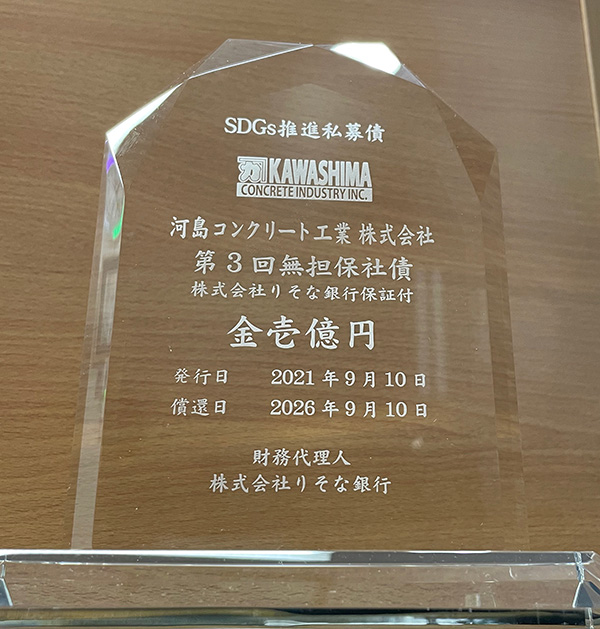 SDGs推進私募債
KAWASHIMA
CONCRETE INDUSTRY INC.
河島コンクリート工業 株式会社
第3回無担保社債
株式会社りそな銀行保証付
金壱億円
発行日 2021年9月10日
償還日 2026年9月10日
財務代理人
株式会社りそな銀行